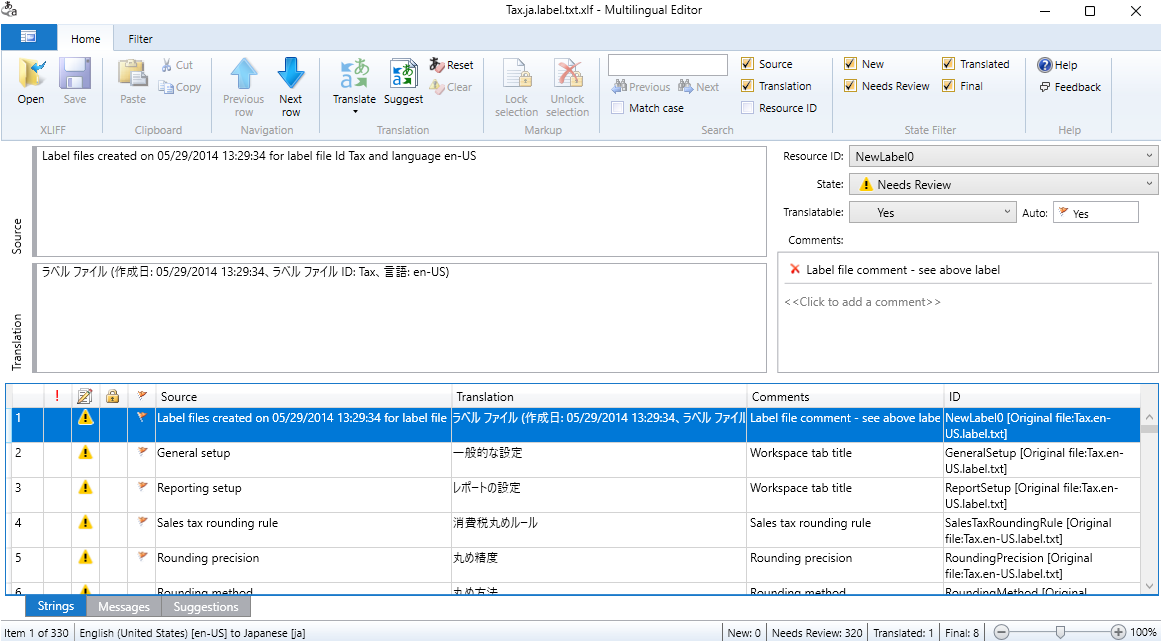 Tax.ja.label.txt.xlf - Multilingual Editor
Home
Filter
Open
Save
Paste
Cut
Copy
Previous row
Next row
Translate
Suggest
Reset
Clear
Lock selection
Unlock selection
Previous
Next
Match case
Source
Translation
Resource ID
New
Needs Review
Translated
Final
Help
Feedback
XLIFF
Clipboard
Navigation
Translation
Markup
Search
State Filter
Help
Source
Label files created on 05/29/2014 13:29:34 for label file Id Tax and language en-US
Translation
ラベル ファイル (作成日: 05/29/2014 13:29:34、ラベル ファイル ID: Tax、言語: en-US)
Resource ID: NewLabel0
State: Needs Review
Translatable: Yes Auto: Yes
Comments:
Label file comment - see above label
<<Click to add a comment>>
! Source Translation Comments ID
1 Label files created on 05/29/2014 13:29:34 for label file ラベル ファイル (作成日: 05/29/2014 13:29:34、ラベル ファイル Label file comment - see above labe NewLabel0 [Original file:Tax.en-
US.label.txt]
2 General setup 一般的な設定 Workspace tab title GeneralSetup [Original file:Tax.en-
US.label.txt]
3 Reporting setup レポートの設定 Workspace tab title ReportSetup [Original file:Tax.en-
US.label.txt]
4 Sales tax rounding rule 消費税丸めルール Sales tax rounding rule SalesTaxRoundingRule [Original
file:Tax.en-US.label.txt]
5 Rounding precision 丸め精度 Rounding precision RoundingPrecision [Original
file:Tax.en-US.label.txt]
6 Rounding method 丸め方法 Rounding method RoundingMethod [Original
Strings Messages Suggestions
Item 1 of 330 English (United States) [en-US] to Japanese [ja] New: 0 Needs Review: 320 Translated: 1 Final: 8 100%